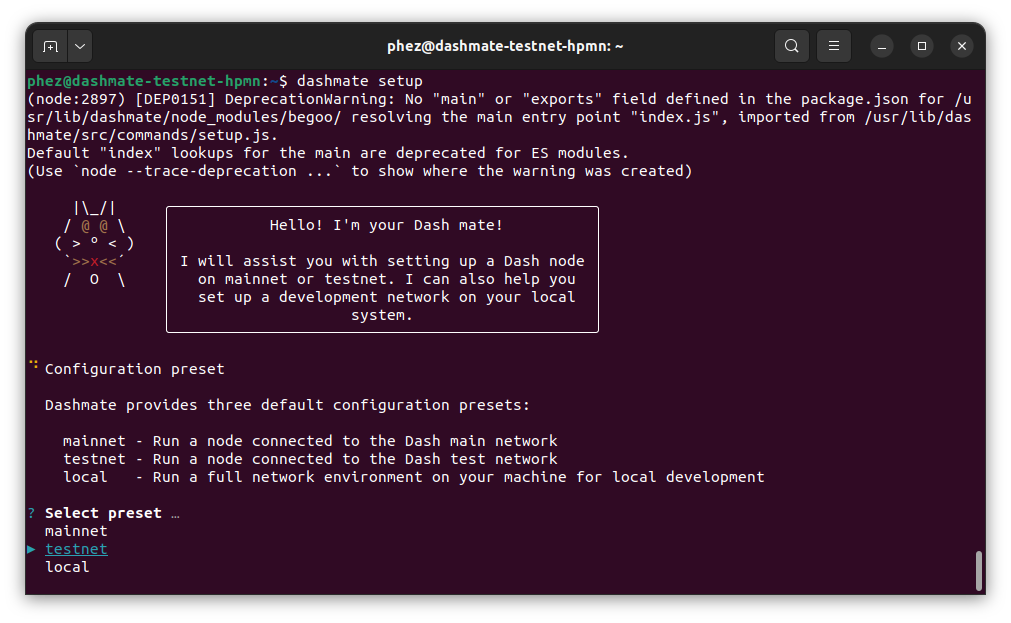 phez@dashmate-testnet-hpmn: ~
phez@dashmate-testnet-hpmn:~$ dashmate setup
(node:2897) [DEP0151] DeprecationWarning: No "main" or "exports" field defined in the package.json for /u
sr/lib/dashmate/node_modules/begoo/ resolving the main entry point "index.js", imported from /usr/lib/das
hmate/src/commands/setup.js.
Default "index" lookups for the main are deprecated for ES modules.
(Use `node --trace-deprecation ...` to show where the warning was created)
|\_/|
/ @ @ \
( > º < )
`>>x<<´
/  O  \
Hello! I'm your Dash mate!
I will assist you with setting up a Dash node
on mainnet or testnet. I can also help you
set up a development network on your local
system.
Configuration preset
Dashmate provides three default configuration presets:
mainnet - Run a node connected to the Dash main network
testnet - Run a node connected to the Dash test network
local   - Run a full network environment on your machine for local development
? Select preset …
mainnet
▸ testnet
local